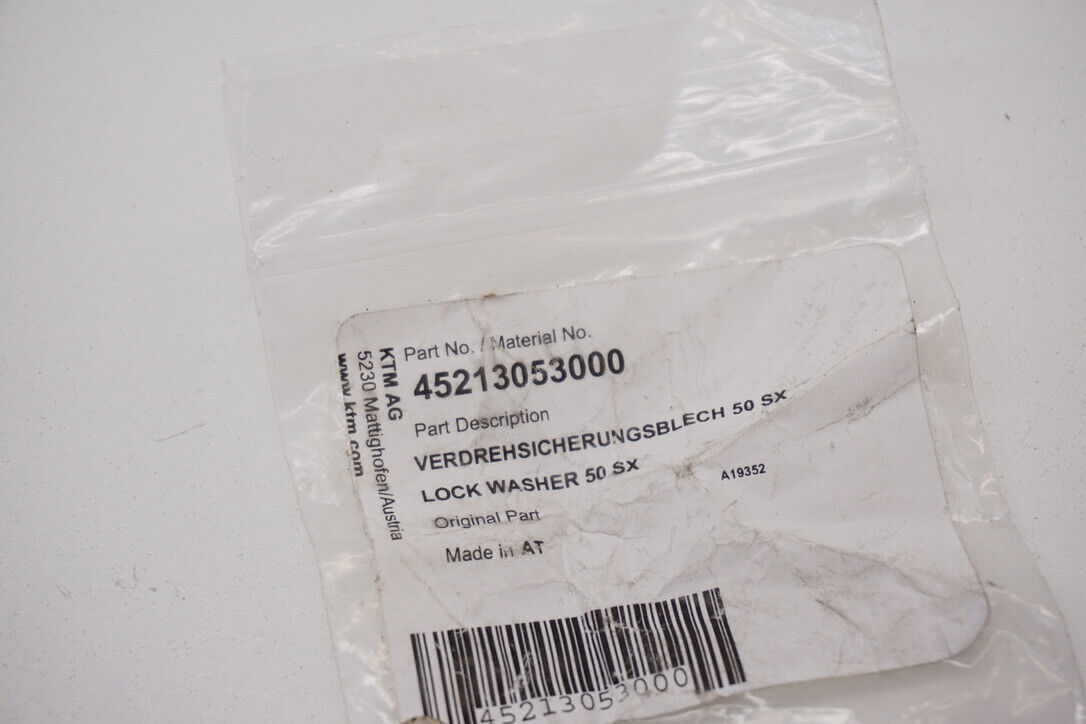 Part No. / Material No.
45213053000
Part Description
VERDREHSICHERUNGSBLECH 50 SX
LOCK WASHER 50 SX
A19352
Original Part
Made in AT
KTM AG
5230 Mattighofen/Austria
www.ktm.com
45213053000